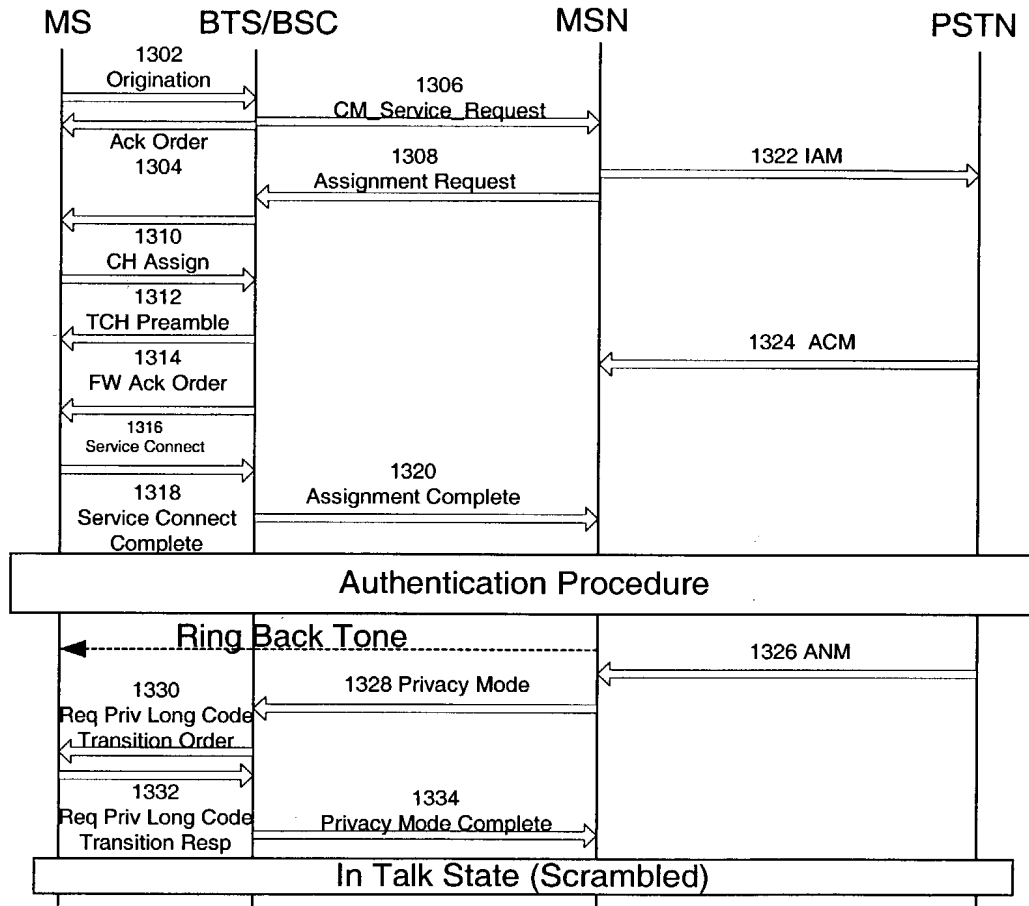 MS BTS/BSC MSN PSTN
1302
Origination
1306
CM_Service_Request
Ack Order
1304
1308
Assignment Request
1322 IAM
1310
CH Assign
1312
TCH Preamble
1324 ACM
1314
FW Ack Order
1316
Service Connect
1320
Assignment Complete
1318
Service Connect
Complete
Authentication Procedure
Ring Back Tone
1326 ANM
1328 Privacy Mode
1330
Req Priv Long Code
Transition Order
1332
Req Priv Long Code
Transition Resp
1334
Privacy Mode Complete
In Talk State (Scrambled)